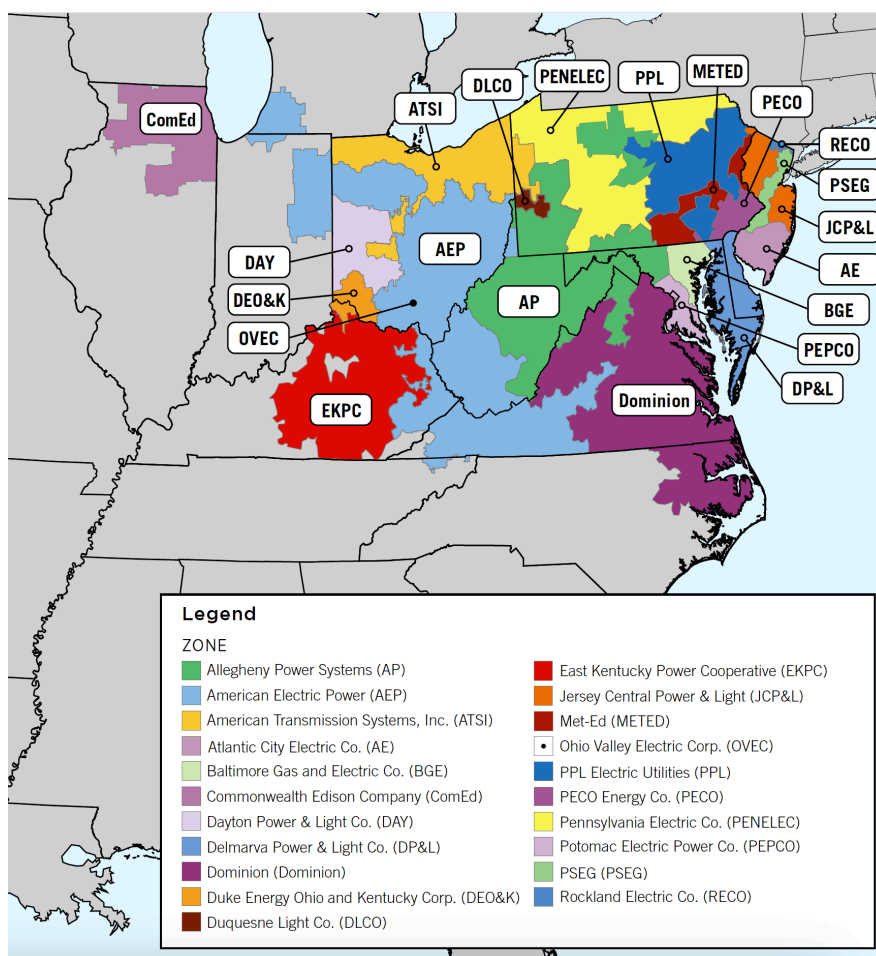 ComEd
ATSI
DLCO
PENELEC
PPL
METED
PECO
RECO
PSEG
JCP&L
AE
BGE
PEPCO
DP&L
DAY
DEO&K
OVEC
AEP
AP
EKPC
Dominion
Legend
ZONE
Allegheny Power Systems (AP)
American Electric Power (AEP)
American Transmission Systems, Inc. (ATSI)
Atlantic City Electric Co. (AE)
Baltimore Gas and Electric Co. (BGE)
Commonwealth Edison Company (ComEd)
Dayton Power & Light Co. (DAY)
Delmarva Power & Light Co. (DP&L)
Dominion (Dominion)
Duke Energy Ohio and Kentucky Corp. (DEO&K)
Duquesne Light Co. (DLCO)
East Kentucky Power Cooperative (EKPC)
Jersey Central Power & Light (JCP&L)
Met-Ed (METED)
Ohio Valley Electric Corp. (OVEC)
PPL Electric Utilities (PPL)
PECO Energy Co. (PECO)
Pennsylvania Electric Co. (PENELEC)
Potomac Electric Power Co. (PEPCO)
PSEG (PSEG)
Rockland Electric Co. (RECO)